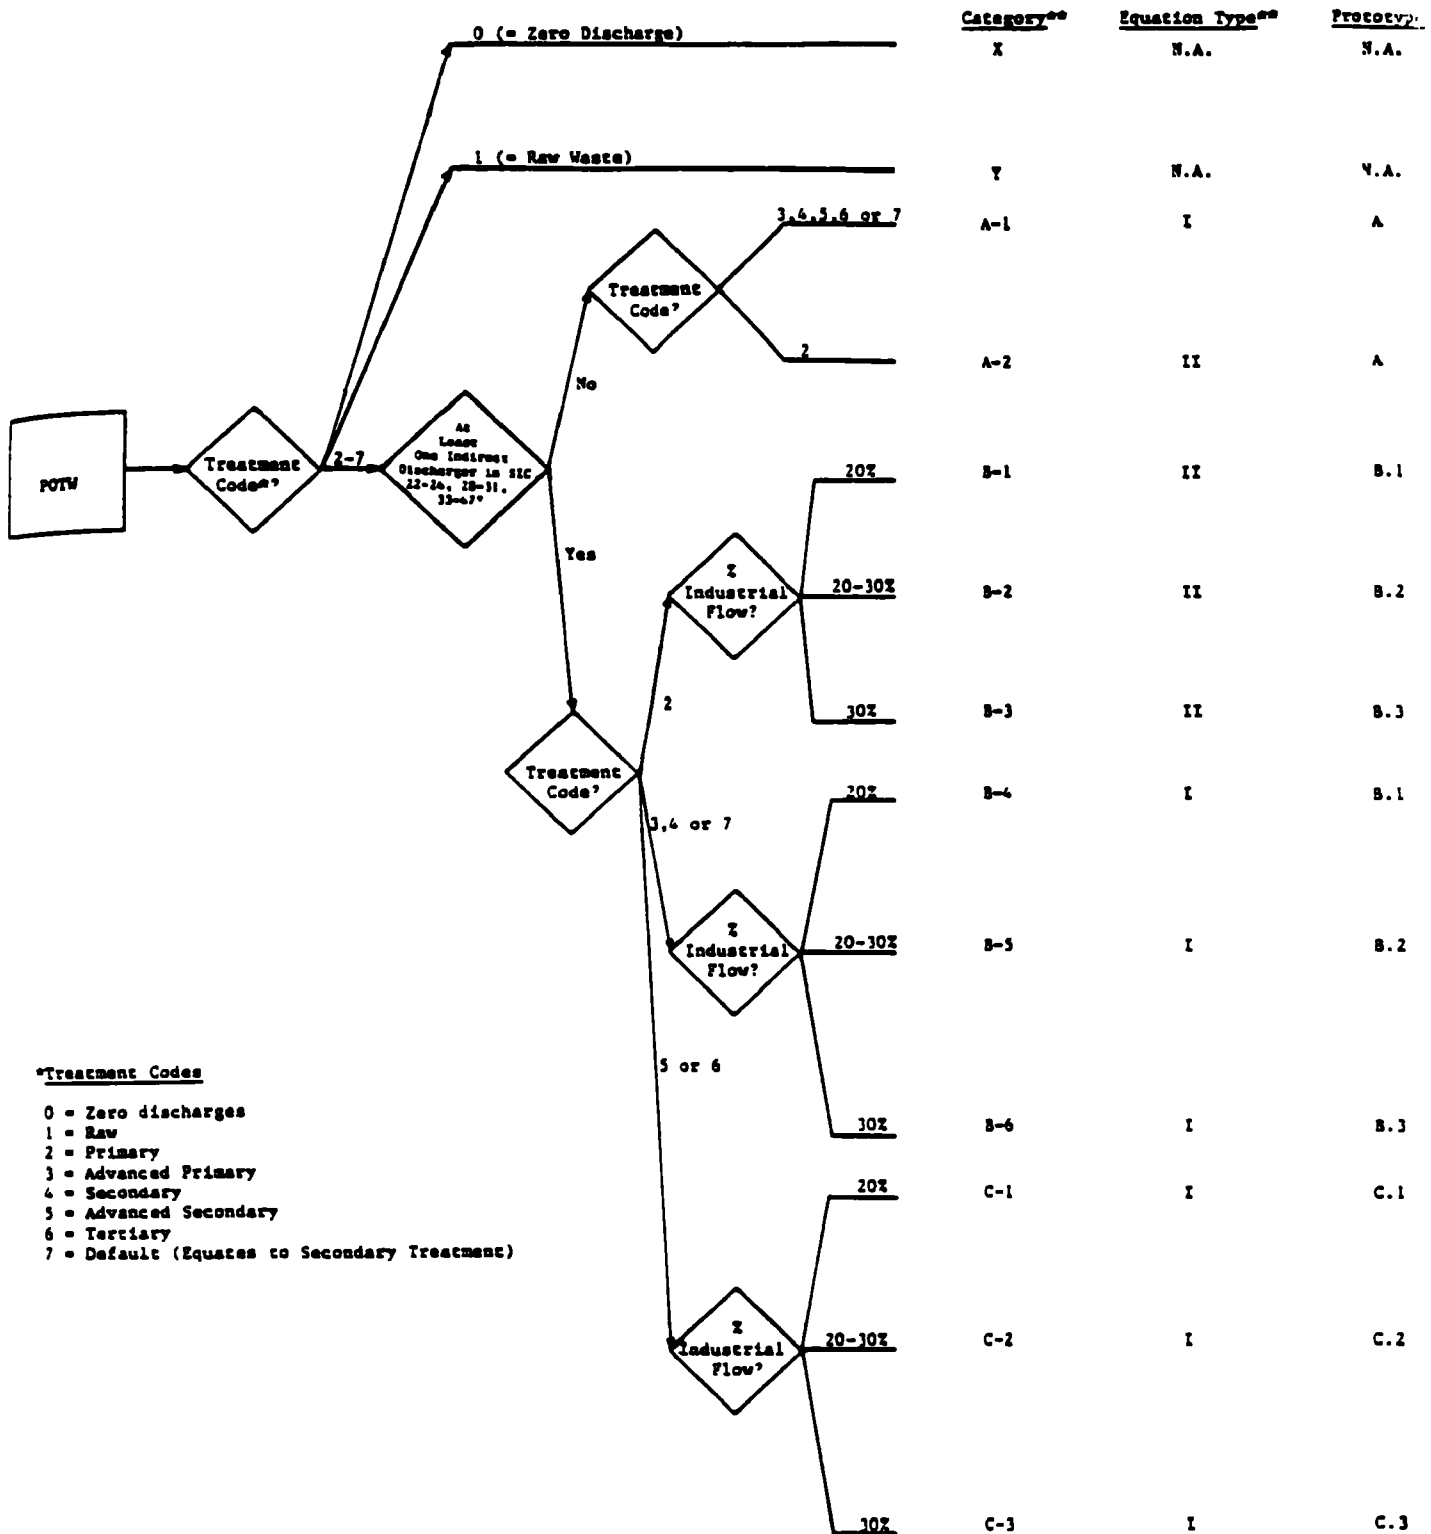 Category** Equation Type** Prototyp
0 (= Zero Discharge)
X N.A. N.A.
1 (= Raw Waste)
Y N.A. N.A.
3,4,5,6 or 7
A-1 I A
Treatment
Code?
2
A-2 II A
No
POTW
Treatment
Code*?
2-7
At
Least
One Indirect
Discharger in SIC
Yes
20%
B-1 II B.1
%
Industrial
Flow?
20-30%
B-2 II B.2
2
30%
B-3 II B.3
Treatment
Code?
3,4 or 7
20%
B-4 I B.1
%
Industrial
Flow?
20-30%
B-5 I B.2
5 or 6
30%
B-6 I B.3
20%
C-1 I C.1
%
Industrial
Flow?
20-30%
C-2 I C.2
30%
C-3 I C.3
*Treatment Codes
0 = Zero discharges
1 = Raw
2 = Primary
3 = Advanced Primary
4 = Secondary
5 = Advanced Secondary
6 = Tertiary
7 = Default (Equates to Secondary Treatment)